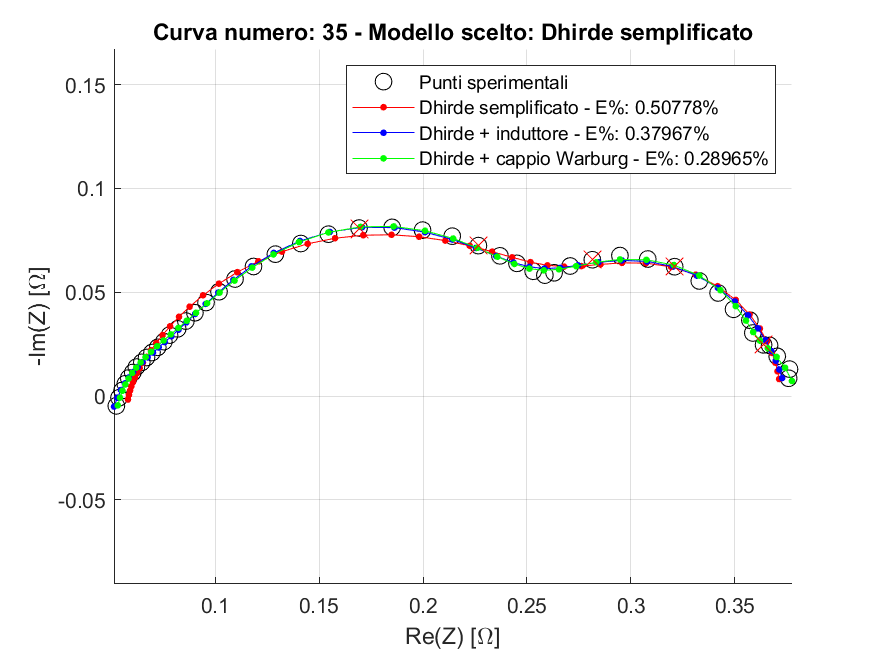 Curva numero: 35 - Modello scelto: Dhirde semplificato
Punti sperimentali
Dhirde semplificato - E%: 0.50778%
Dhirde + induttore - E%: 0.37967%
Dhirde + cappio Warburg - E%: 0.28965%
-Im(Z) [Ω]
0.15
0.1
0.05
0
-0.05
0.1 0.15 0.2 0.25 0.3 0.35
Re(Z) [Ω]